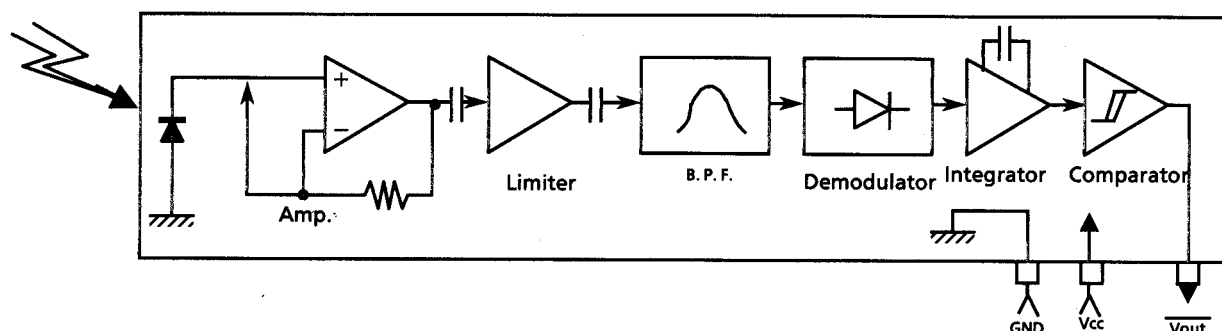 +
−
Amp.
Limiter
B. P. F.
Demodulator
Integrator
Comparator
GND
Vcc
Vout